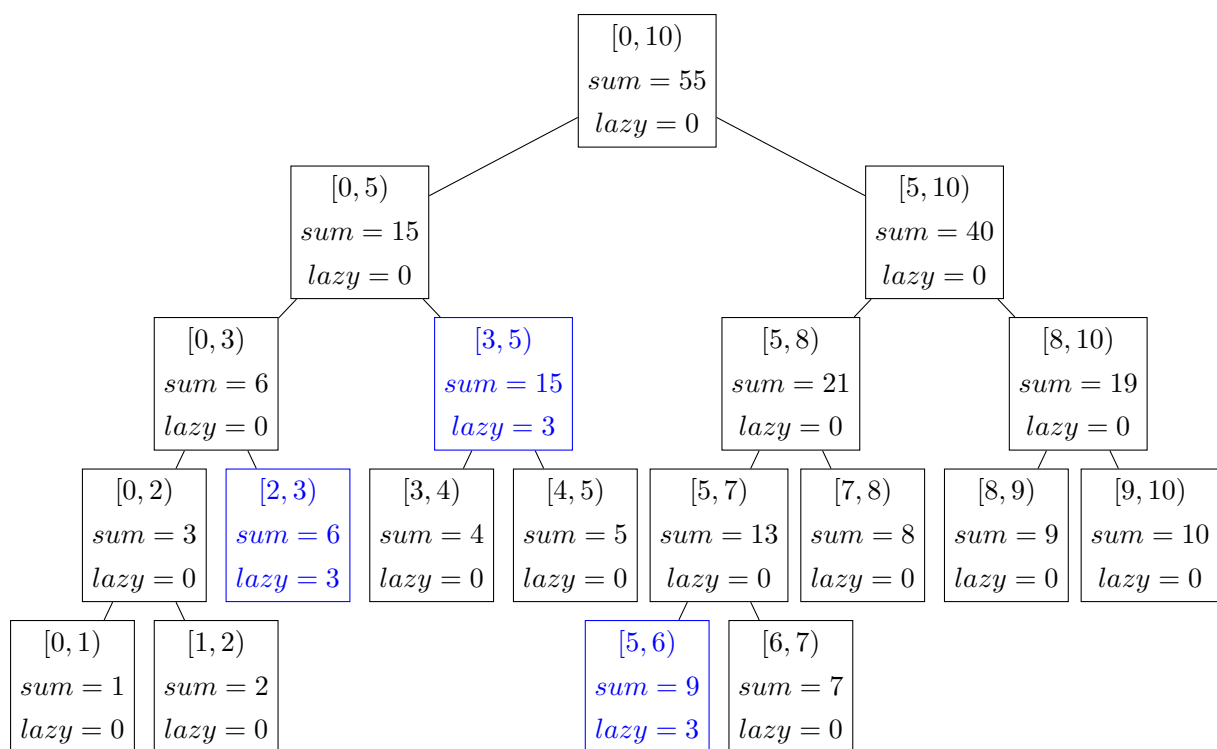 [0, 10)
sum = 55
lazy = 0
[0, 5)
sum = 15
lazy = 0
[5, 10)
sum = 40
lazy = 0
[0, 3)
sum = 6
lazy = 0
[3, 5)
sum = 15
lazy = 3
[5, 8)
sum = 21
lazy = 0
[8, 10)
sum = 19
lazy = 0
[0, 2)
sum = 3
lazy = 0
[2, 3)
sum = 6
lazy = 3
[3, 4)
sum = 4
lazy = 0
[4, 5)
sum = 5
lazy = 0
[5, 7)
sum = 13
lazy = 0
[7, 8)
sum = 8
lazy = 0
[8, 9)
sum = 9
lazy = 0
[9, 10)
sum = 10
lazy = 0
[0, 1)
sum = 1
lazy = 0
[1, 2)
sum = 2
lazy = 0
[5, 6)
sum = 9
lazy = 3
[6, 7)
sum = 7
lazy = 0